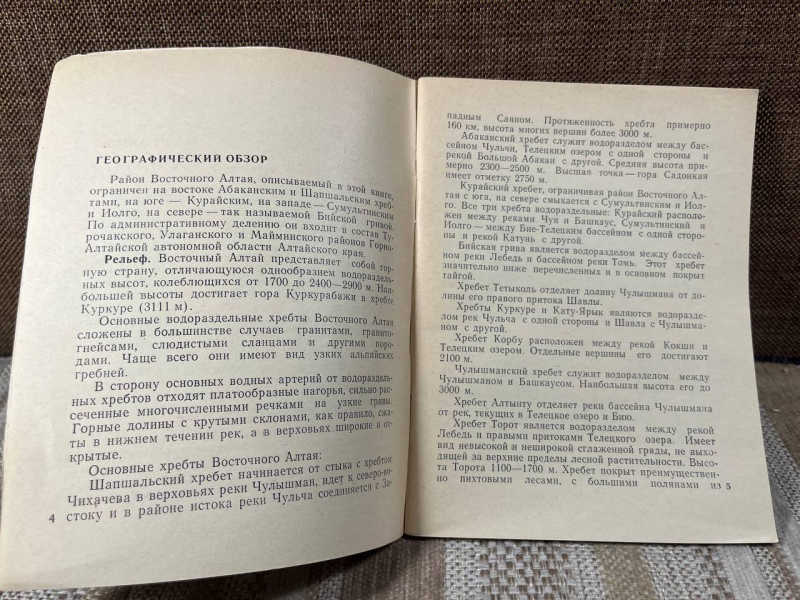 ГЕОГРАФИЧЕСКИЙ ОБЗОР
Район Восточного Алтая, описываемый в этой книге,
ограничен на востоке Абаканским и Шапшальским хреб-
тами, на юге — Курайским, на западе — Сумультинским
и Иолго, на севере — так называемой Бийской гривой.
По административному делению он входит в состав Ту-
рочакского, Улаганского и Майминского районов Горно-
Алтайской автономной области Алтайского края.
Рельеф. Восточный Алтай представляет собой гор-
ную страну, отличающуюся однообразием водораздель-
ных высот, колеблющихся от 1700 до 2400—2900 м. Наи-
большей высоты достигает гора Куркурабажи в хребте
Куркуре (3111 м).
Основные водораздельные хребты Восточного Алтая
сложены в большинстве случаев гранитами, гранито-
гнейсами, слюдистыми сланцами и другими поро-
дами. Чаще всего они имеют вид узких альпийских
гребней.
В сторону основных водных артерий от водораздель-
ных хребтов отходят платообразные нагорья, сильно рас-
сеченные многочисленными речками на узкие гривы.
Горные долины с крутыми склонами, как правило, сжа-
ты в нижнем течении рек, а в верховьях широкие и от-
крытые.
Основные хребты Восточного Алтая:
Шапшальский хребет начинается от стыка с хребтом
Чихачева в верховьях реки Чулышман, идет к северо-во-
стоку и в районе истока реки Чульча соединяется с За-
4
падным Саяном. Протяженность хребта примерно
160 км, высота многих вершин более 3000 м.
Абаканский хребет служит водоразделом между бас-
сейном Чульчи, Телецким озером с одной стороны и
рекой Большой Абакан с другой. Средняя высота при-
мерно 2300—2500 м. Высшая точка — гора Садонская
имеет отметку 2750 м.
Курайский хребет, ограничивая район Восточного Ал-
тая с юга, на севере смыкается с Сумультинским и Иол-
го. Все три хребта водораздельные: Курайский располо-
жен между реками Чуя и Башкаус, Сумультинский и
Иолго — между Бие-Телецким бассейном с одной сторо-
ны и рекой Катунь с другой.
Бийская грива является водоразделом между бассей-
ном реки Лебедь и бассейном реки Томь. Этот хребет
значительно ниже перечисленных и в основном покрыт
тайгой.
Хребет Тетыколь отделяет долину Чулышмана от до-
лины его правого притока Шавлы.
Хребты Куркуре и Кату-Ярык являются водоразде-
лом рек Чульча с одной стороны и Шавла с Чулышма-
ном с другой.
Хребет Корбу расположен между рекой Кокши и
Телецким озером. Отдельные вершины его достигают
2100 м.
Чулышманский хребет служит водоразделом между
Чулышманом и Башкаусом. Наибольшая высота его до
3000 м.
Хребет Алтынту отделяет реки бассейна Чулышмана
от рек, текущих в Телецкое озеро и Бию.
Хребет Торот является водоразделом между рекой
Лебедь и правыми притоками Телецкого озера. Имеет
вид невысокой и неширокой сглаженной гряды, не выхо-
дящей за верхние пределы лесной растительности. Высо-
та Торота 1100—1700 м. Хребет покрыт преимуществен-
но пихтовыми лесами, с большими полянами из 5